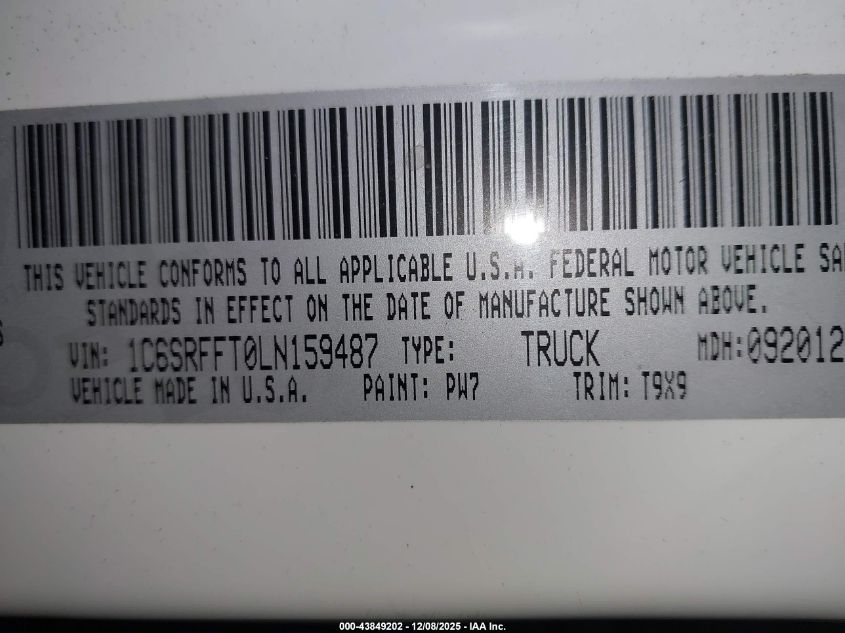 THIS VEHICLE CONFORMS TO ALL APPLICABLE U.S.A. FEDERAL MOTOR VEHICLE
STANDARDS IN EFFECT ON THE DATE OF MANUFACTURE SHOWN ABOVE.
VIN: 1C6SRFFT0LN159487 TYPE: TRUCK MDH:092012
VEHICLE MADE IN U.S.A. PAINT: PW7 TRIM: T9X9
000-43849202 - 12/08/2025 - IAA Inc.